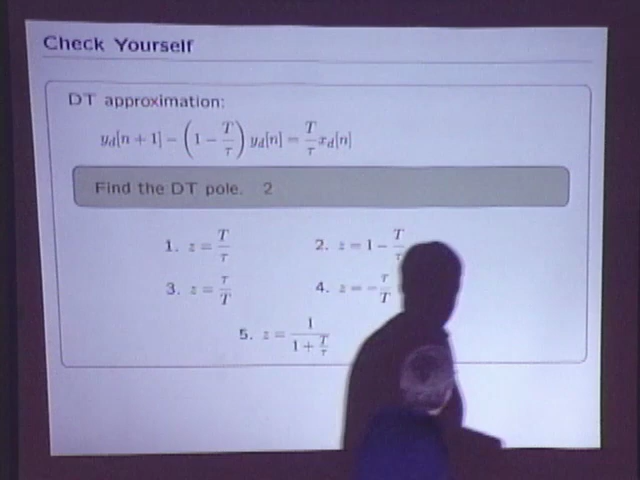 Check Yourself
DT approximation:
y_d[n + 1] − (1 − T/τ) y_d[n] = T/τ x_d[n]
Find the DT pole. 2
1. z = T/τ 2. z = 1 − T/τ
3. z = τ/T 4. z = −τ/T
5. z = 1/(1 + T/τ)